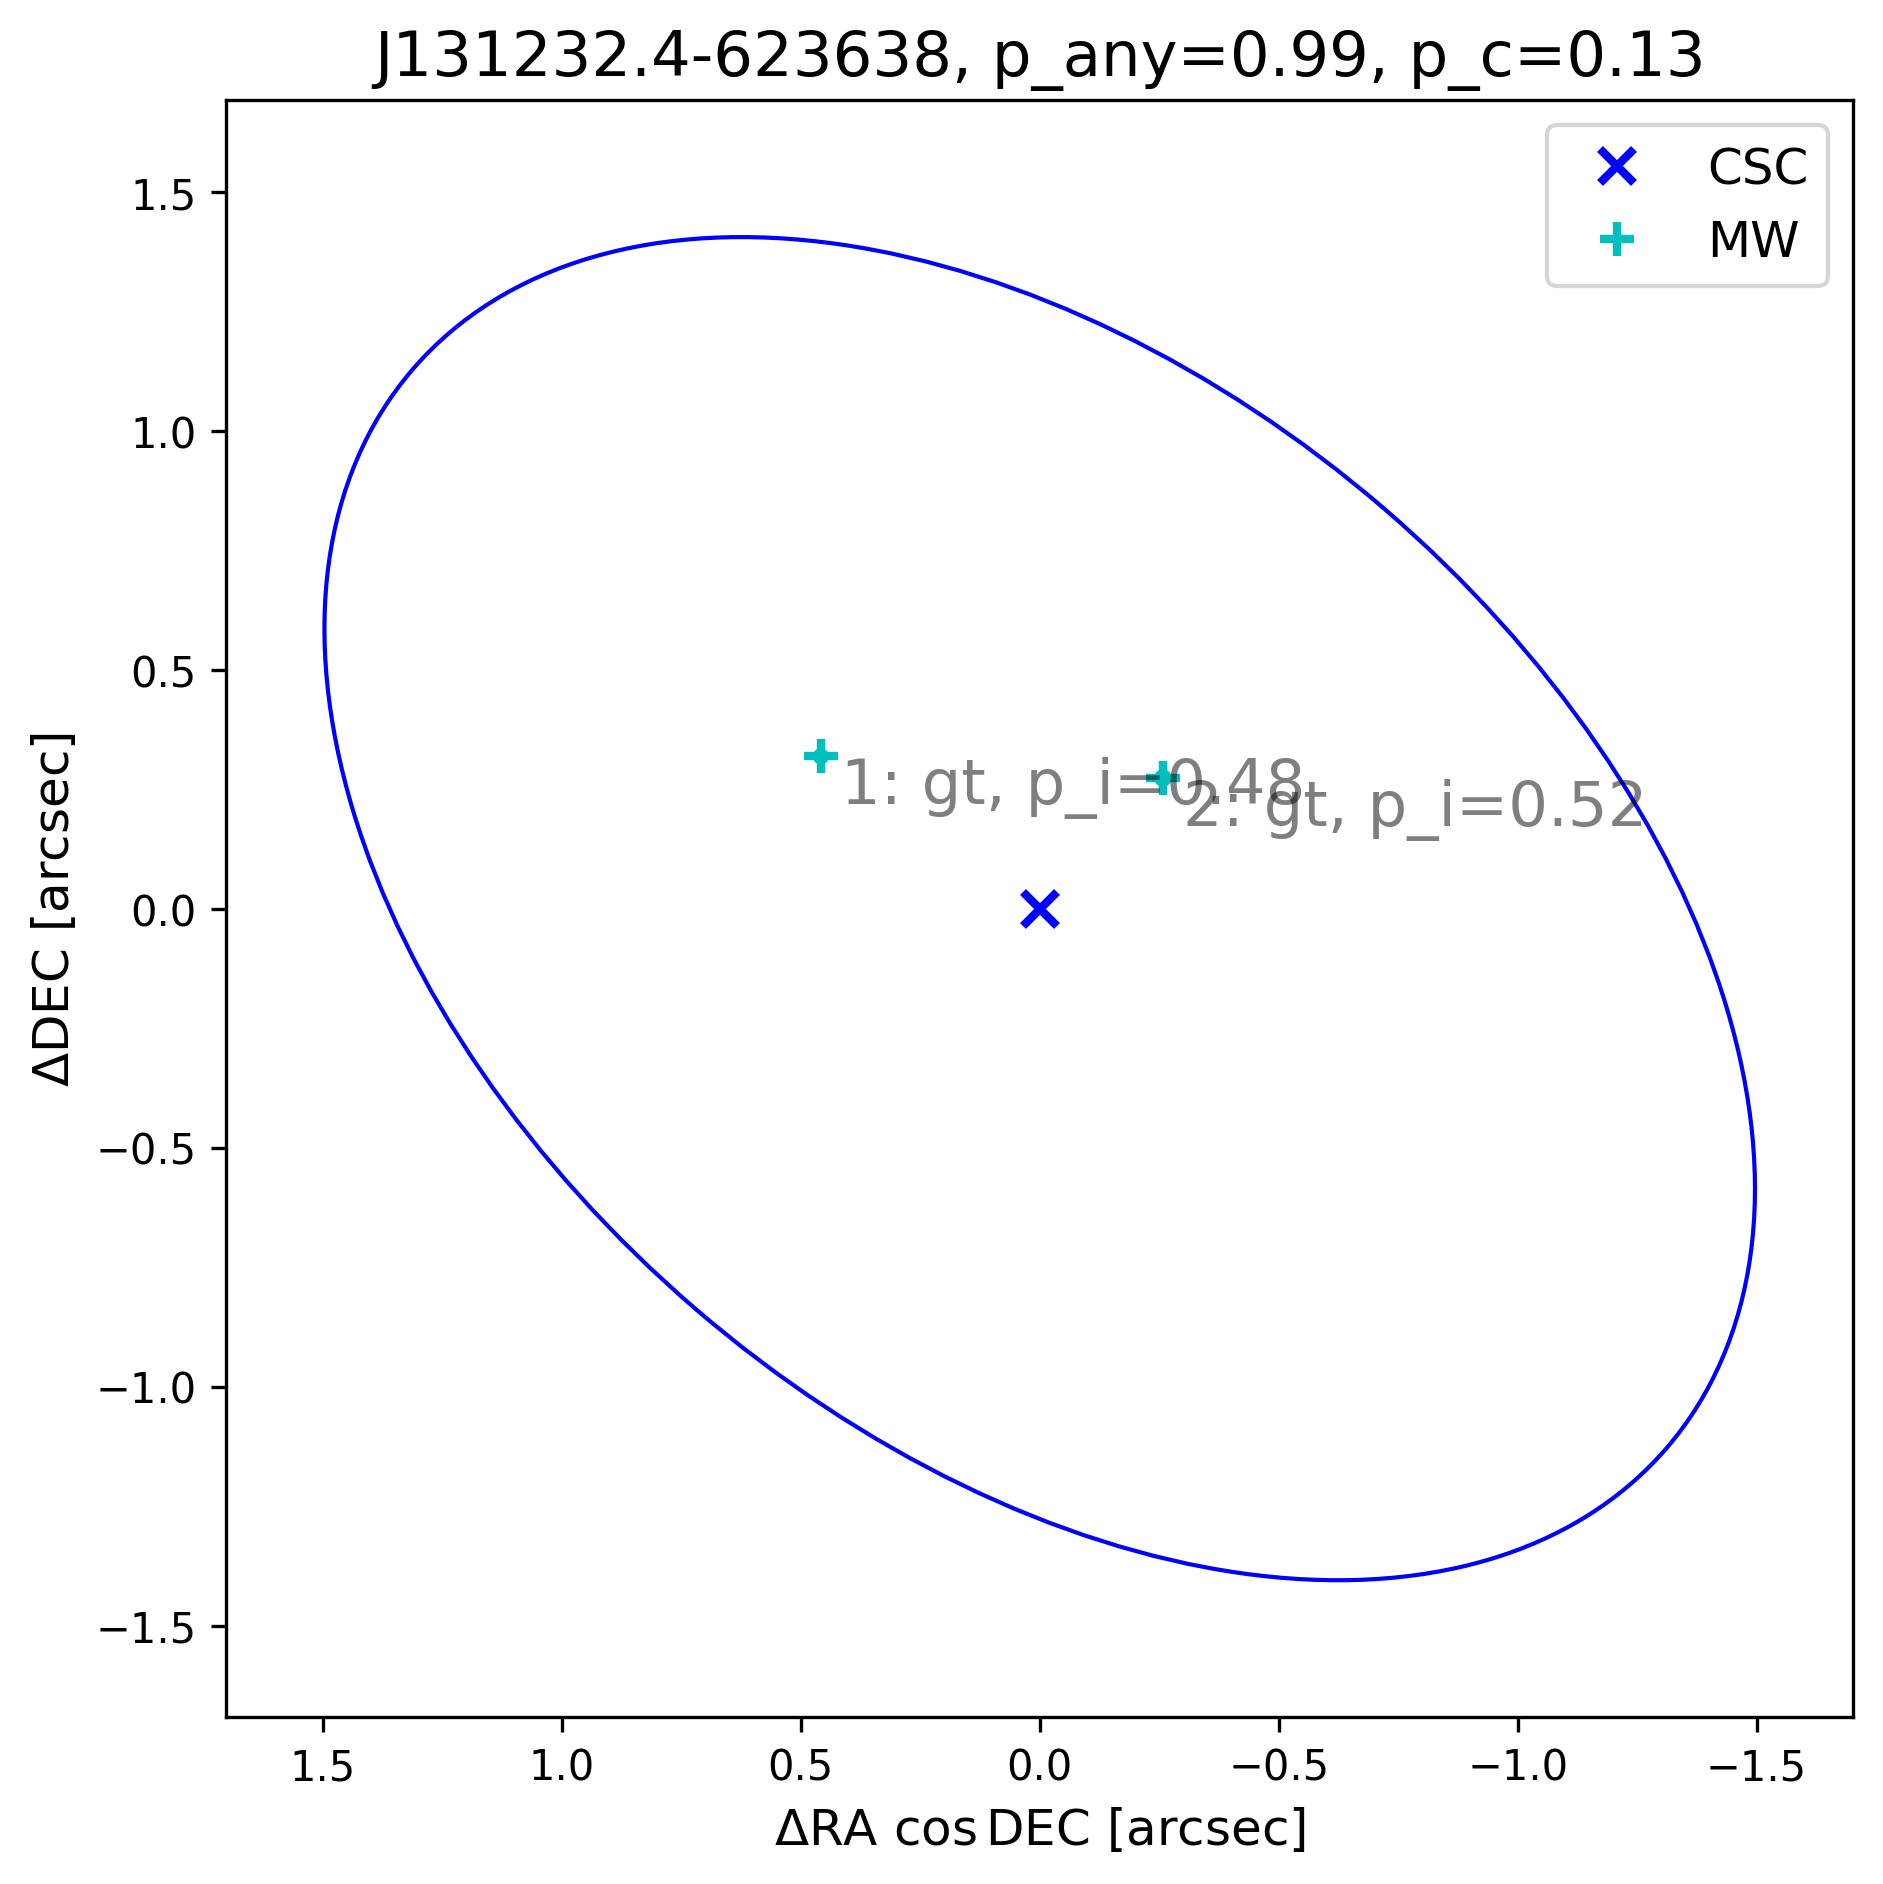 J131232.4-623638, p_any=0.99, p_c=0.13
CSC
MW
1.5
1.0
0.5
0.0
−0.5
−1.0
−1.5
ΔDEC [arcsec]
1: gt, p_i=0.48
2: gt, p_i=0.52
1.5
1.0
0.5
0.0
−0.5
−1.0
−1.5
ΔRA cos DEC [arcsec]